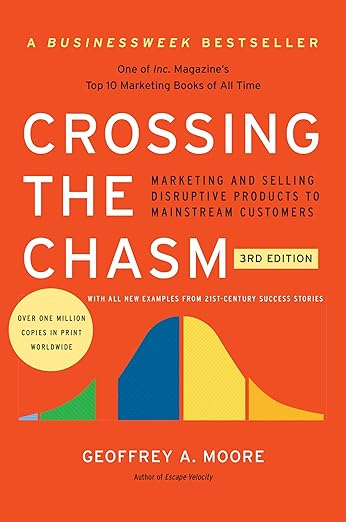 A BUSINESSWEEK BESTSELLER
One of Inc. Magazine's
Top 10 Marketing Books of All Time
CROSSING
THE
CHASM
MARKETING AND SELLING
DISRUPTIVE PRODUCTS TO
MAINSTREAM CUSTOMERS
3RD EDITION
WITH ALL NEW EXAMPLES FROM 21ST-CENTURY SUCCESS STORIES
OVER ONE MILLION
COPIES IN PRINT
WORLDWIDE
GEOFFREY A. MOORE
Author of Escape Velocity